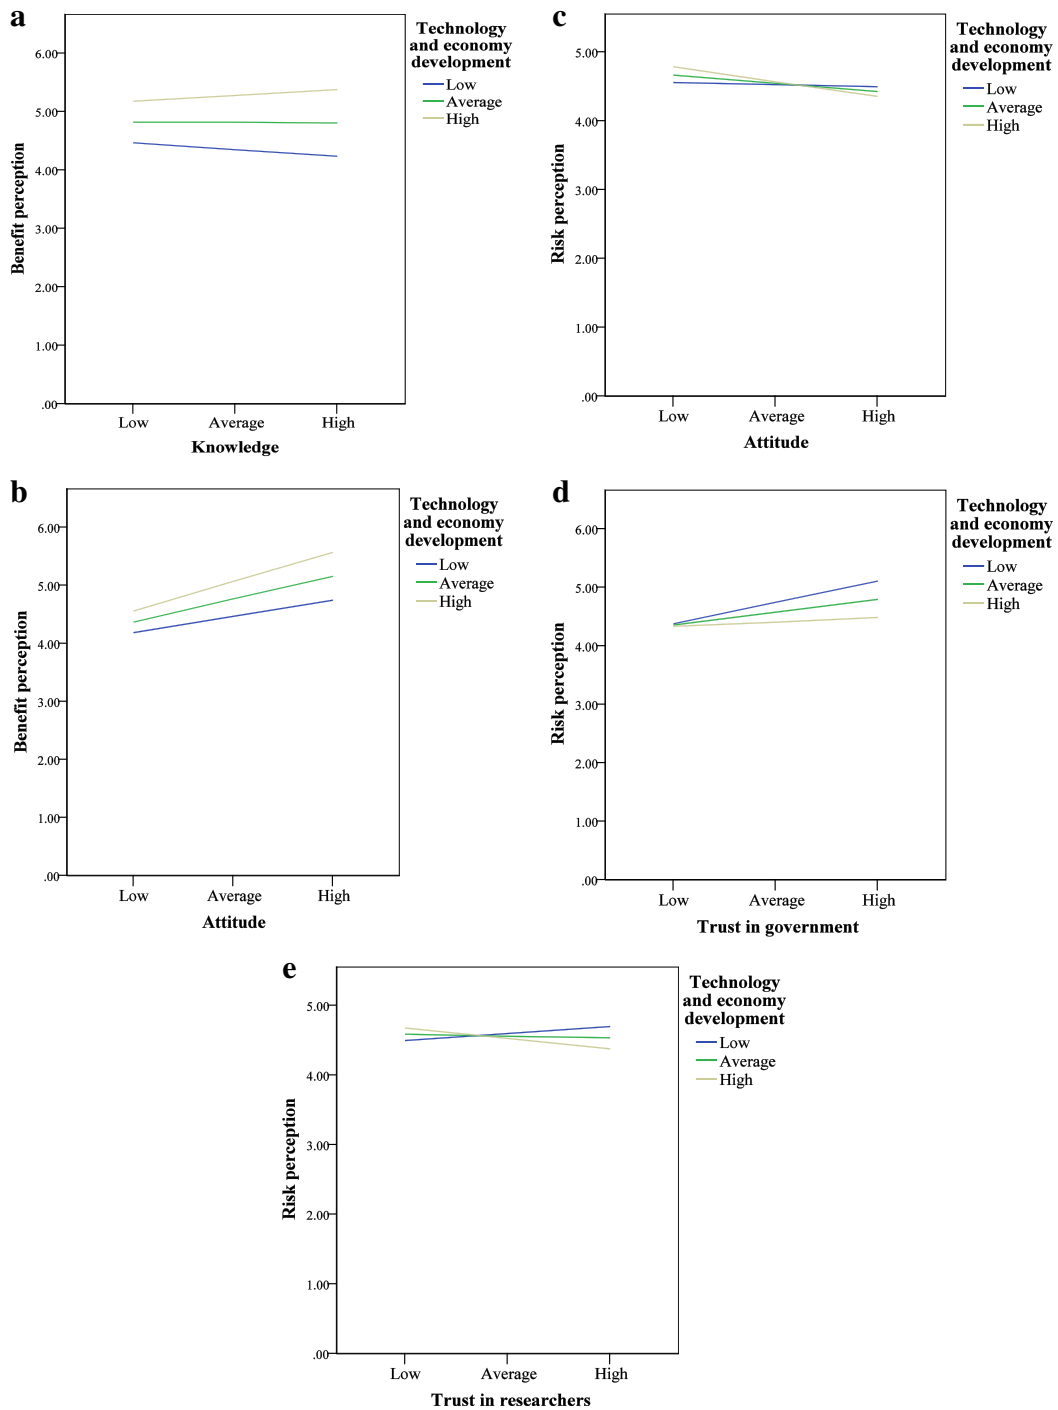 a
Technology
and economy
development
Low
Average
High
6.00
5.00
4.00
3.00
2.00
1.00
.00
Benefit perception
Low Average High
Knowledge
c
Technology
and economy
development
Low
Average
High
5.00
4.00
3.00
2.00
1.00
.00
Risk perception
Low Average High
Attitude
b
Technology
and economy
development
Low
Average
High
6.00
5.00
4.00
3.00
2.00
1.00
.00
Benefit perception
Low Average High
Attitude
d
Technology
and economy
development
Low
Average
High
6.00
5.00
4.00
3.00
2.00
1.00
.00
Risk perception
Low Average High
Trust in government
e
Technology
and economy
development
Low
Average
High
5.00
4.00
3.00
2.00
1.00
.00
Risk perception
Low Average High
Trust in researchers